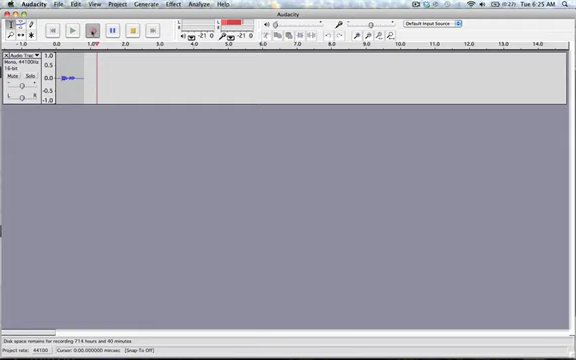 Audacity File Edit View Project Generate Effect Analyze Help (0:27) Tue 6:25 AM
Audacity
L
R
-21 0
-21 0
Default Input Source
-1.0 0.0 1.0 2.0 3.0 4.0 5.0 6.0 7.0 8.0 9.0 10.0 11.0 12.0 13.0 14.0
Audio Trac
Mono, 44100Hz
16-bit
Mute Solo
- +
L R
1.0
0.5
0.0
-0.5
-1.0
Disk space remains for recording 714 hours and 40 minutes
Project rate: 44100 Cursor: 0:00.000000 min:sec [Snap-To Off]